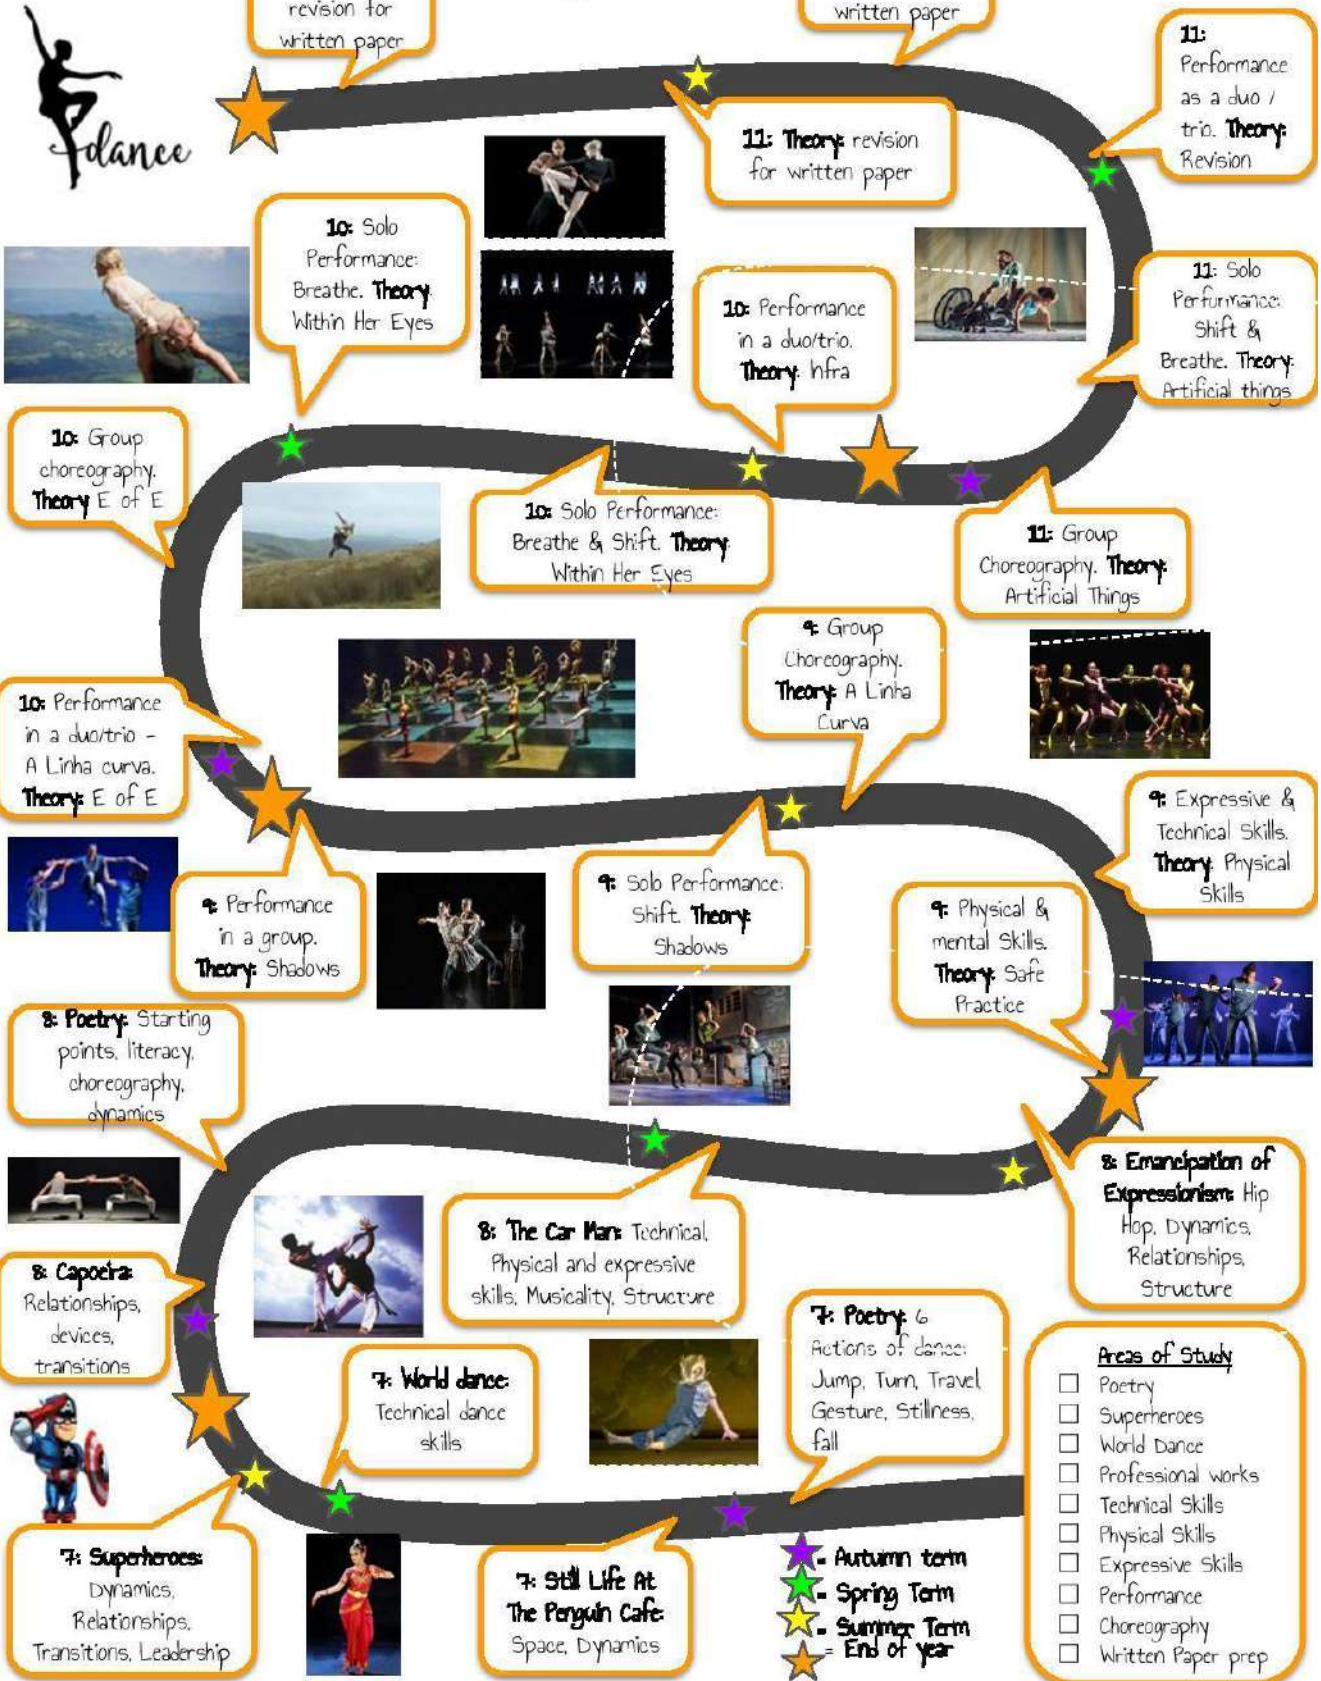 revision for
written paper
written paper
dance
11:
Performance
as a duo /
trio. Theory:
Revision
11: Theory: revision
for written paper
10: Solo
Performance:
Breathe. Theory:
Within Her Eyes
10: Performance
in a duo/trio.
Theory: Infra
11: Solo
Performance:
Shift &
Breathe. Theory:
Artificial things
10: Group
choreography.
Theory E of E
10: Solo Performance:
Breathe & Shift. Theory:
Within Her Eyes
11: Group
Choreography. Theory:
Artificial Things
9: Group
Choreography.
Theory: A Linha
Curva
10: Performance
in a duo/trio -
A Linha curva.
Theory: E of E
9: Expressive &
Technical Skills.
Theory: Physical
Skills
9: Performance
in a group.
Theory: Shadows
9: Solo Performance:
Shift. Theory:
Shadows
9: Physical &
mental Skills.
Theory: Safe
Practice
8: Poetry: Starting
points, literacy,
choreography,
dynamics
8: The Car Man: Technical,
Physical and expressive
skills, Musicality, Structure
8: Emancipation of
Expressionism: Hip
Hop, Dynamics,
Relationships,
Structure
8: Capoeira:
Relationships,
devices,
transitions
7: World dance:
Technical dance
skills
7: Poetry: 6
Actions of dance:
Jump, Turn, Travel,
Gesture, Stillness,
fall
7: Superheroes:
Dynamics,
Relationships,
Transitions, Leadership
7: Still Life At
The Penguin Cafe:
Space, Dynamics
= Autumn term
= Spring Term
= Summer Term
= End of year
Areas of Study
Poetry
Superheroes
World Dance
Professional works
Technical Skills
Physical Skills
Expressive Skills
Performance
Choreography
Written Paper prep